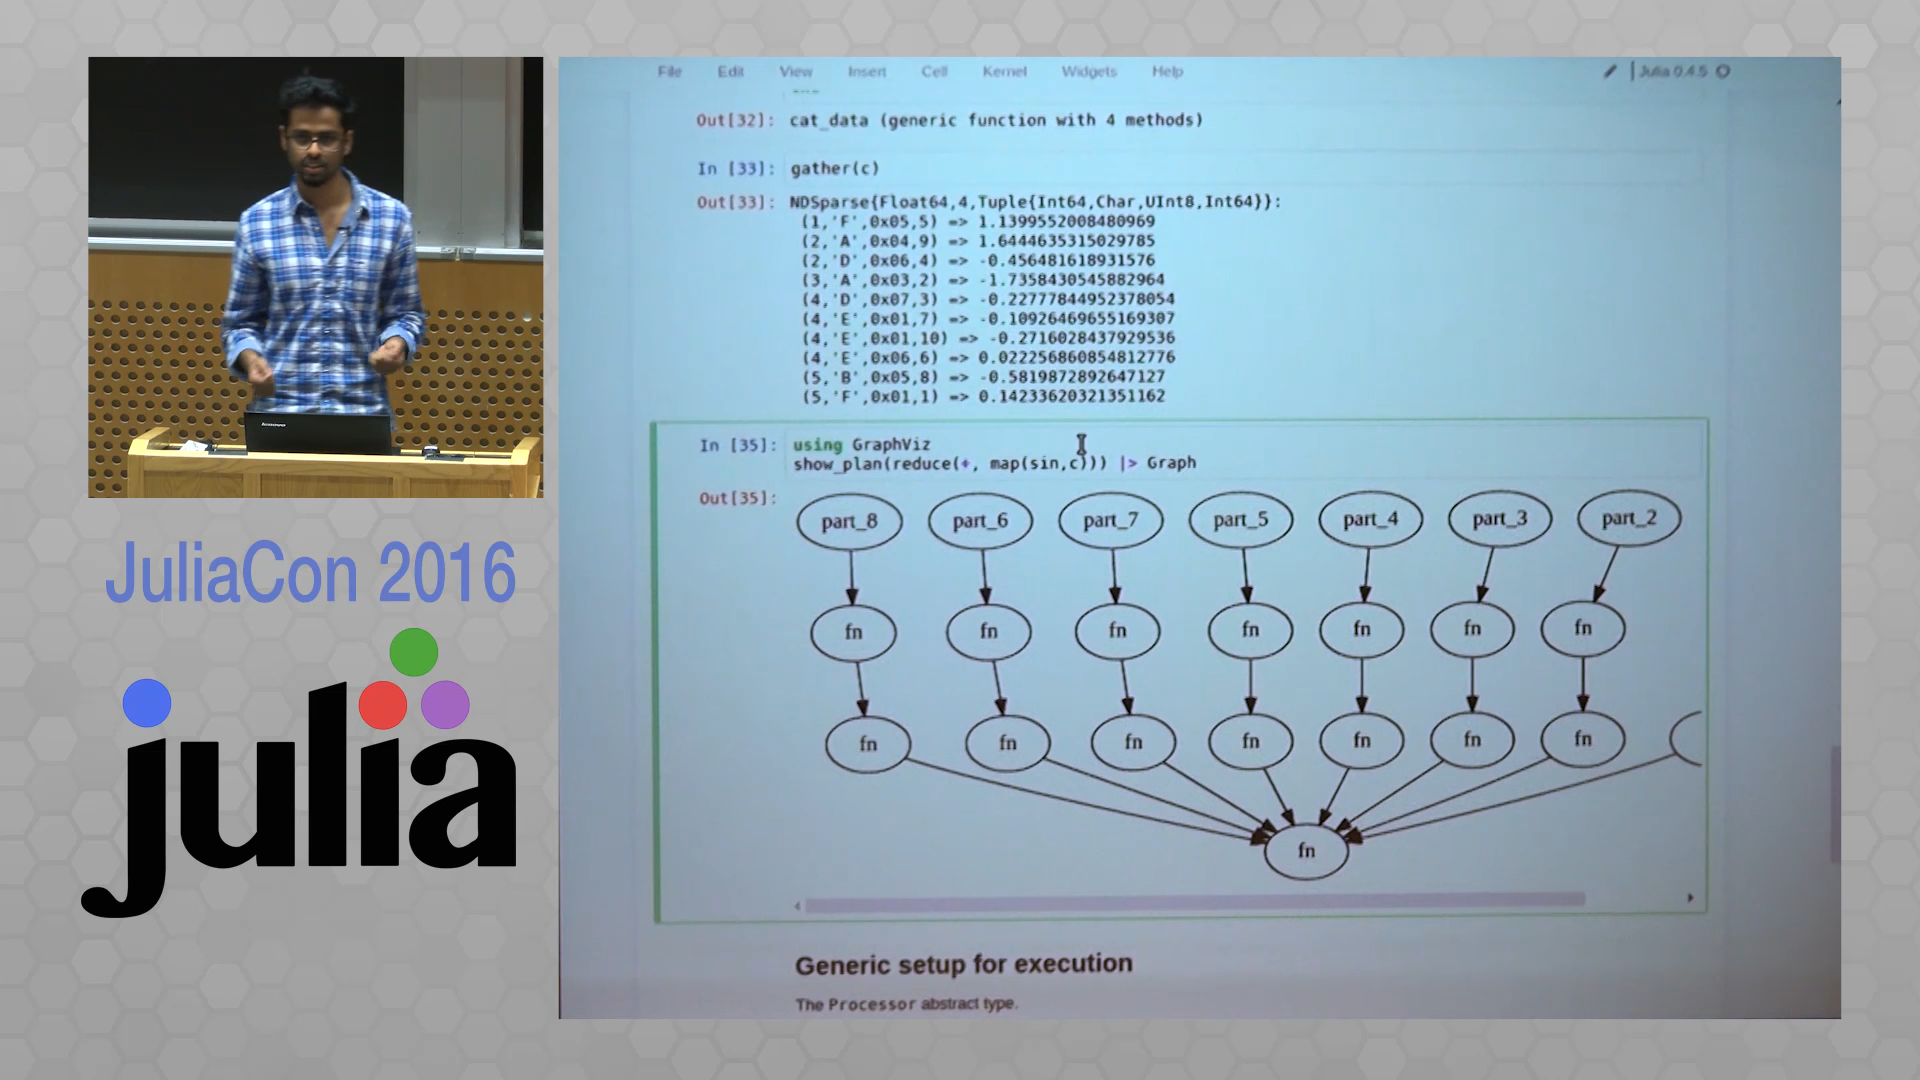 File Edit View Insert Cell Kernel Widgets Help
Julia 0.4.5
Out[32]: cat_data (generic function with 4 methods)
In [33]: gather(c)
Out[33]: NDSparse{Float64,4,Tuple{Int64,Char,UInt8,Int64}}:
(1,'F',0x05,5) => 1.1399552008480969
(2,'A',0x04,9) => 1.6444635315029785
(2,'D',0x06,4) => -0.456481618931576
(3,'A',0x03,2) => -1.7358430545882964
(4,'D',0x07,3) => -0.22777844952378054
(4,'E',0x01,7) => -0.10926469655169307
(4,'E',0x01,10) => -0.2716028437929536
(4,'E',0x06,6) => 0.022256860854812776
(5,'B',0x05,8) => -0.5819872892647127
(5,'F',0x01,1) => 0.14233620321351162
In [35]: using GraphViz
show_plan(reduce(+, map(sin,c))) |> Graph
Out[35]:
part_8 part_6 part_7 part_5 part_4 part_3 part_2
fn fn fn fn fn fn fn
fn fn fn fn fn fn fn
fn
Generic setup for execution
The Processor abstract type.
JuliaCon 2016
julia